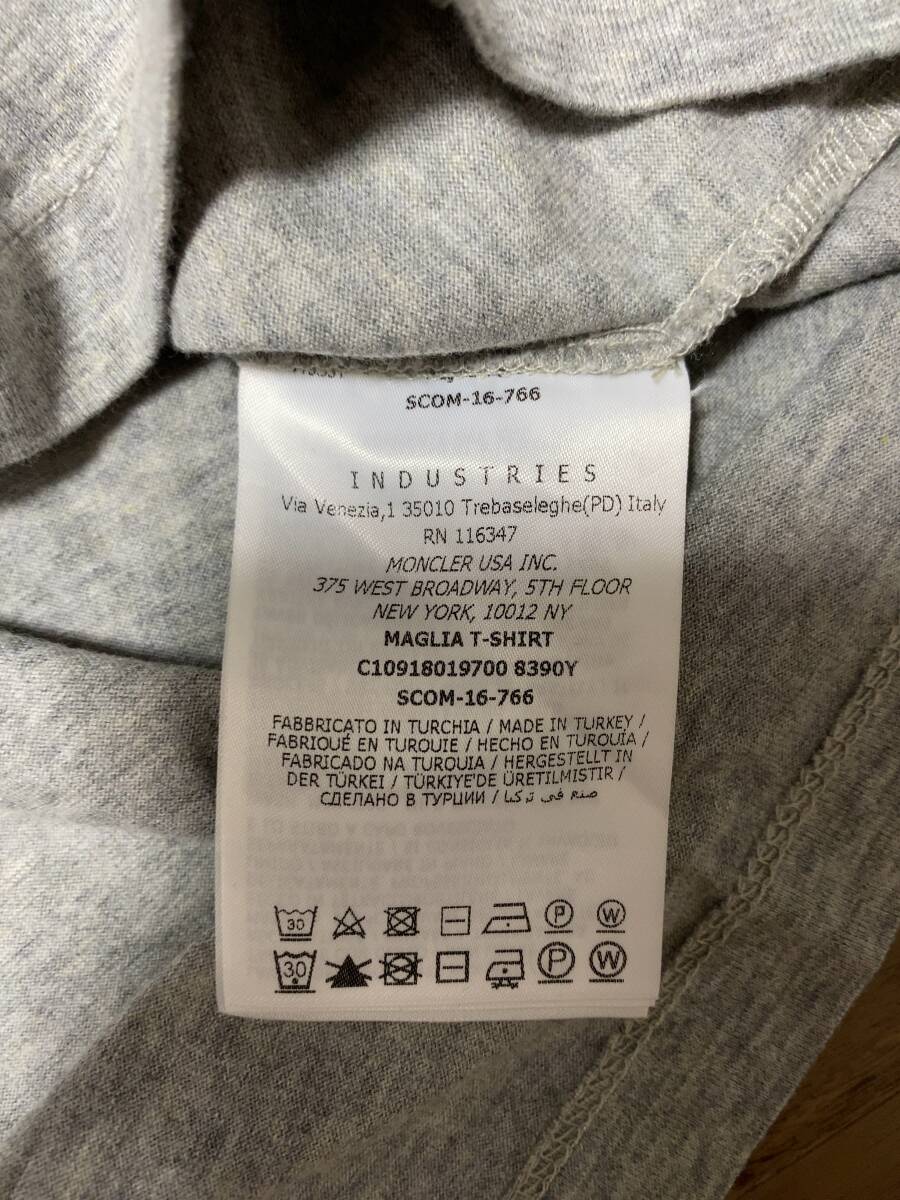 SCOM-16-766
INDUSTRIES
Via Venezia,1 35010 Trebaseleghe(PD) Italy
RN 116347
MONCLER USA INC.
375 WEST BROADWAY, 5TH FLOOR
NEW YORK, 10012 NY
MAGLIA T-SHIRT
C10918019700 8390Y
SCOM-16-766
FABBRICATO IN TURCHIA / MADE IN TURKEY /
FABRIQUÉ EN TURQUIE / HECHO EN TURQUÍA /
FABRICADO NA TURQUIA / HERGESTELLT IN
DER TÜRKEI / TÜRKIYE'DE ÜRETILMISTIR /
СДЕЛАНО В ТУРЦИИ / صنع في تركيا
30 P W
30 P W